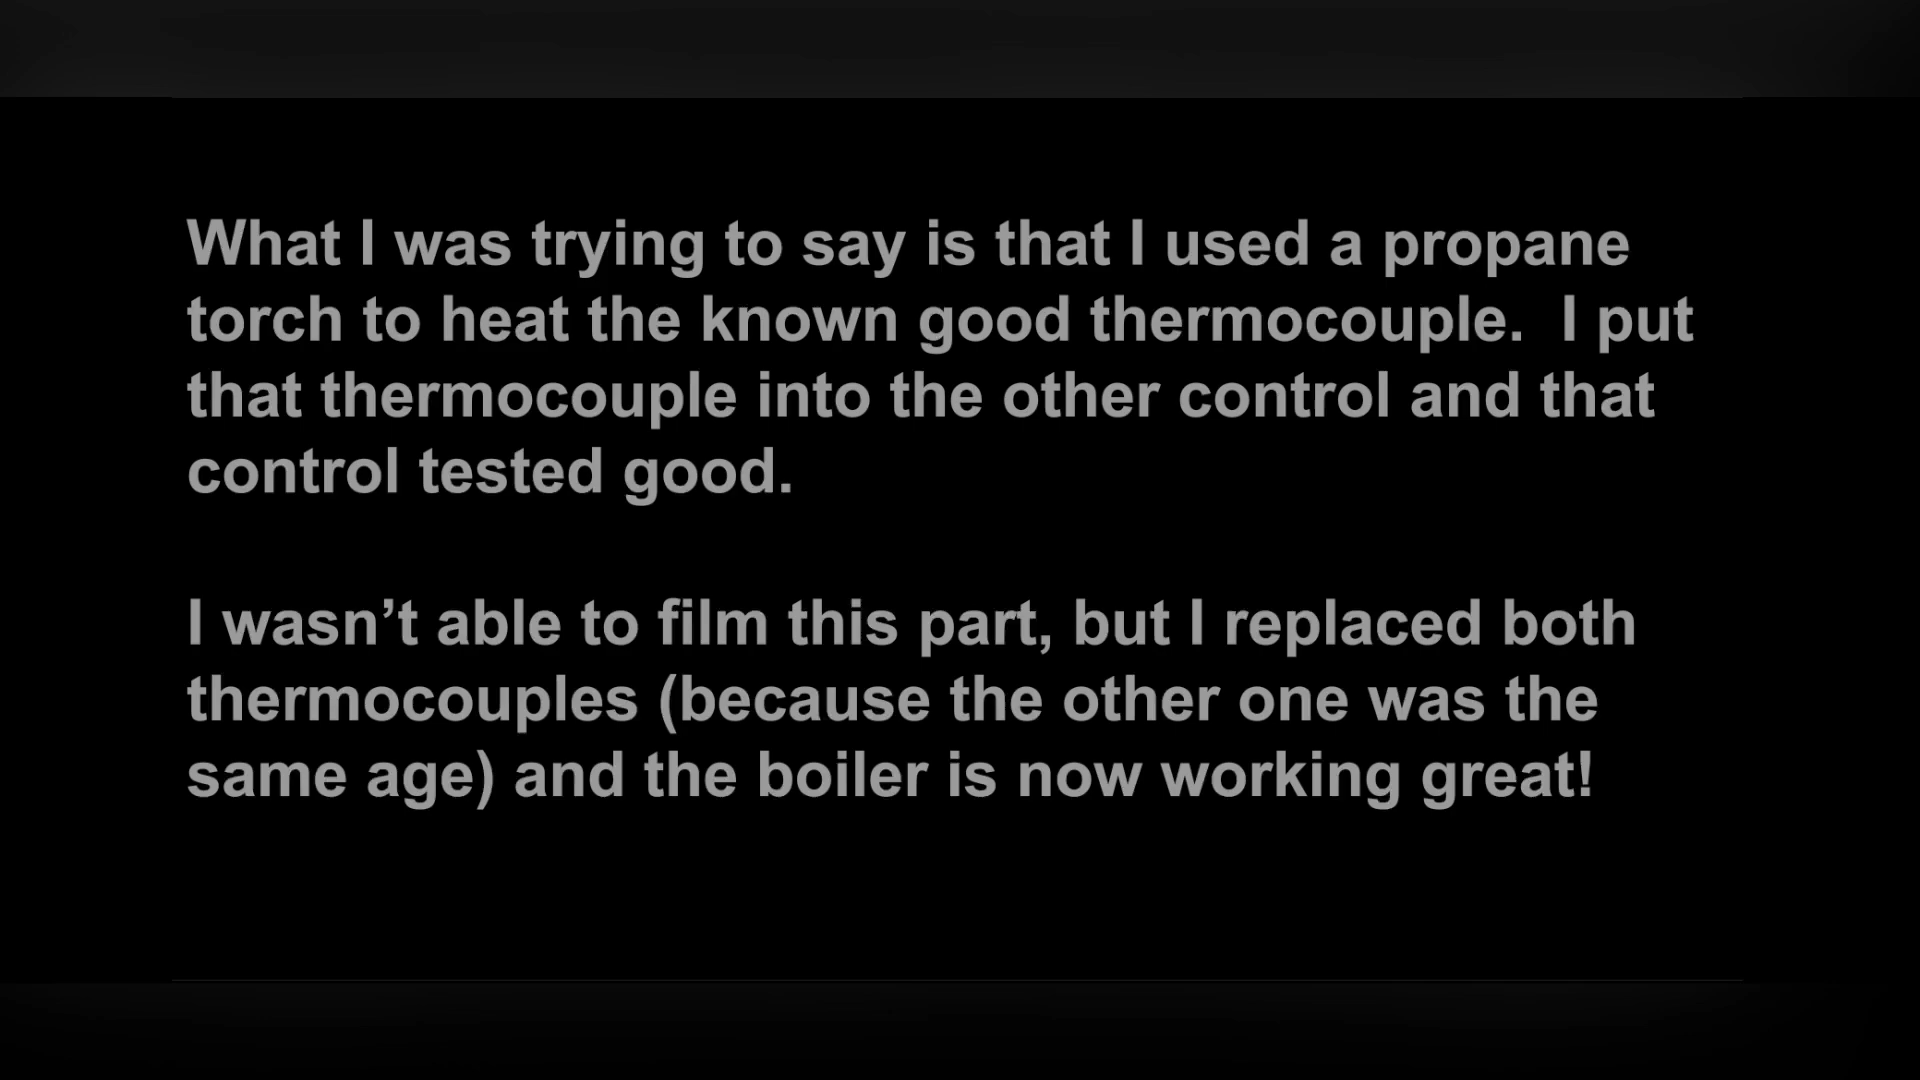 What I was trying to say is that I used a propane
torch to heat the known good thermocouple.  I put
that thermocouple into the other control and that
control tested good.
I wasn’t able to film this part, but I replaced both
thermocouples (because the other one was the
same age) and the boiler is now working great!